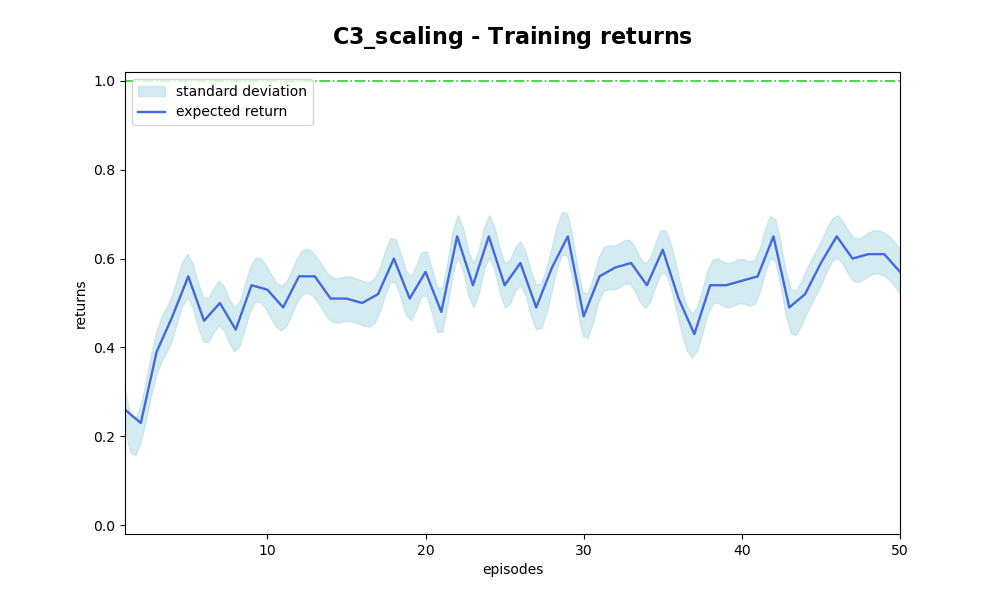 C3_scaling - Training returns
1.0
0.8
0.6
0.4
0.2
0.0
returns
standard deviation
expected return
10
20
30
40
50
episodes